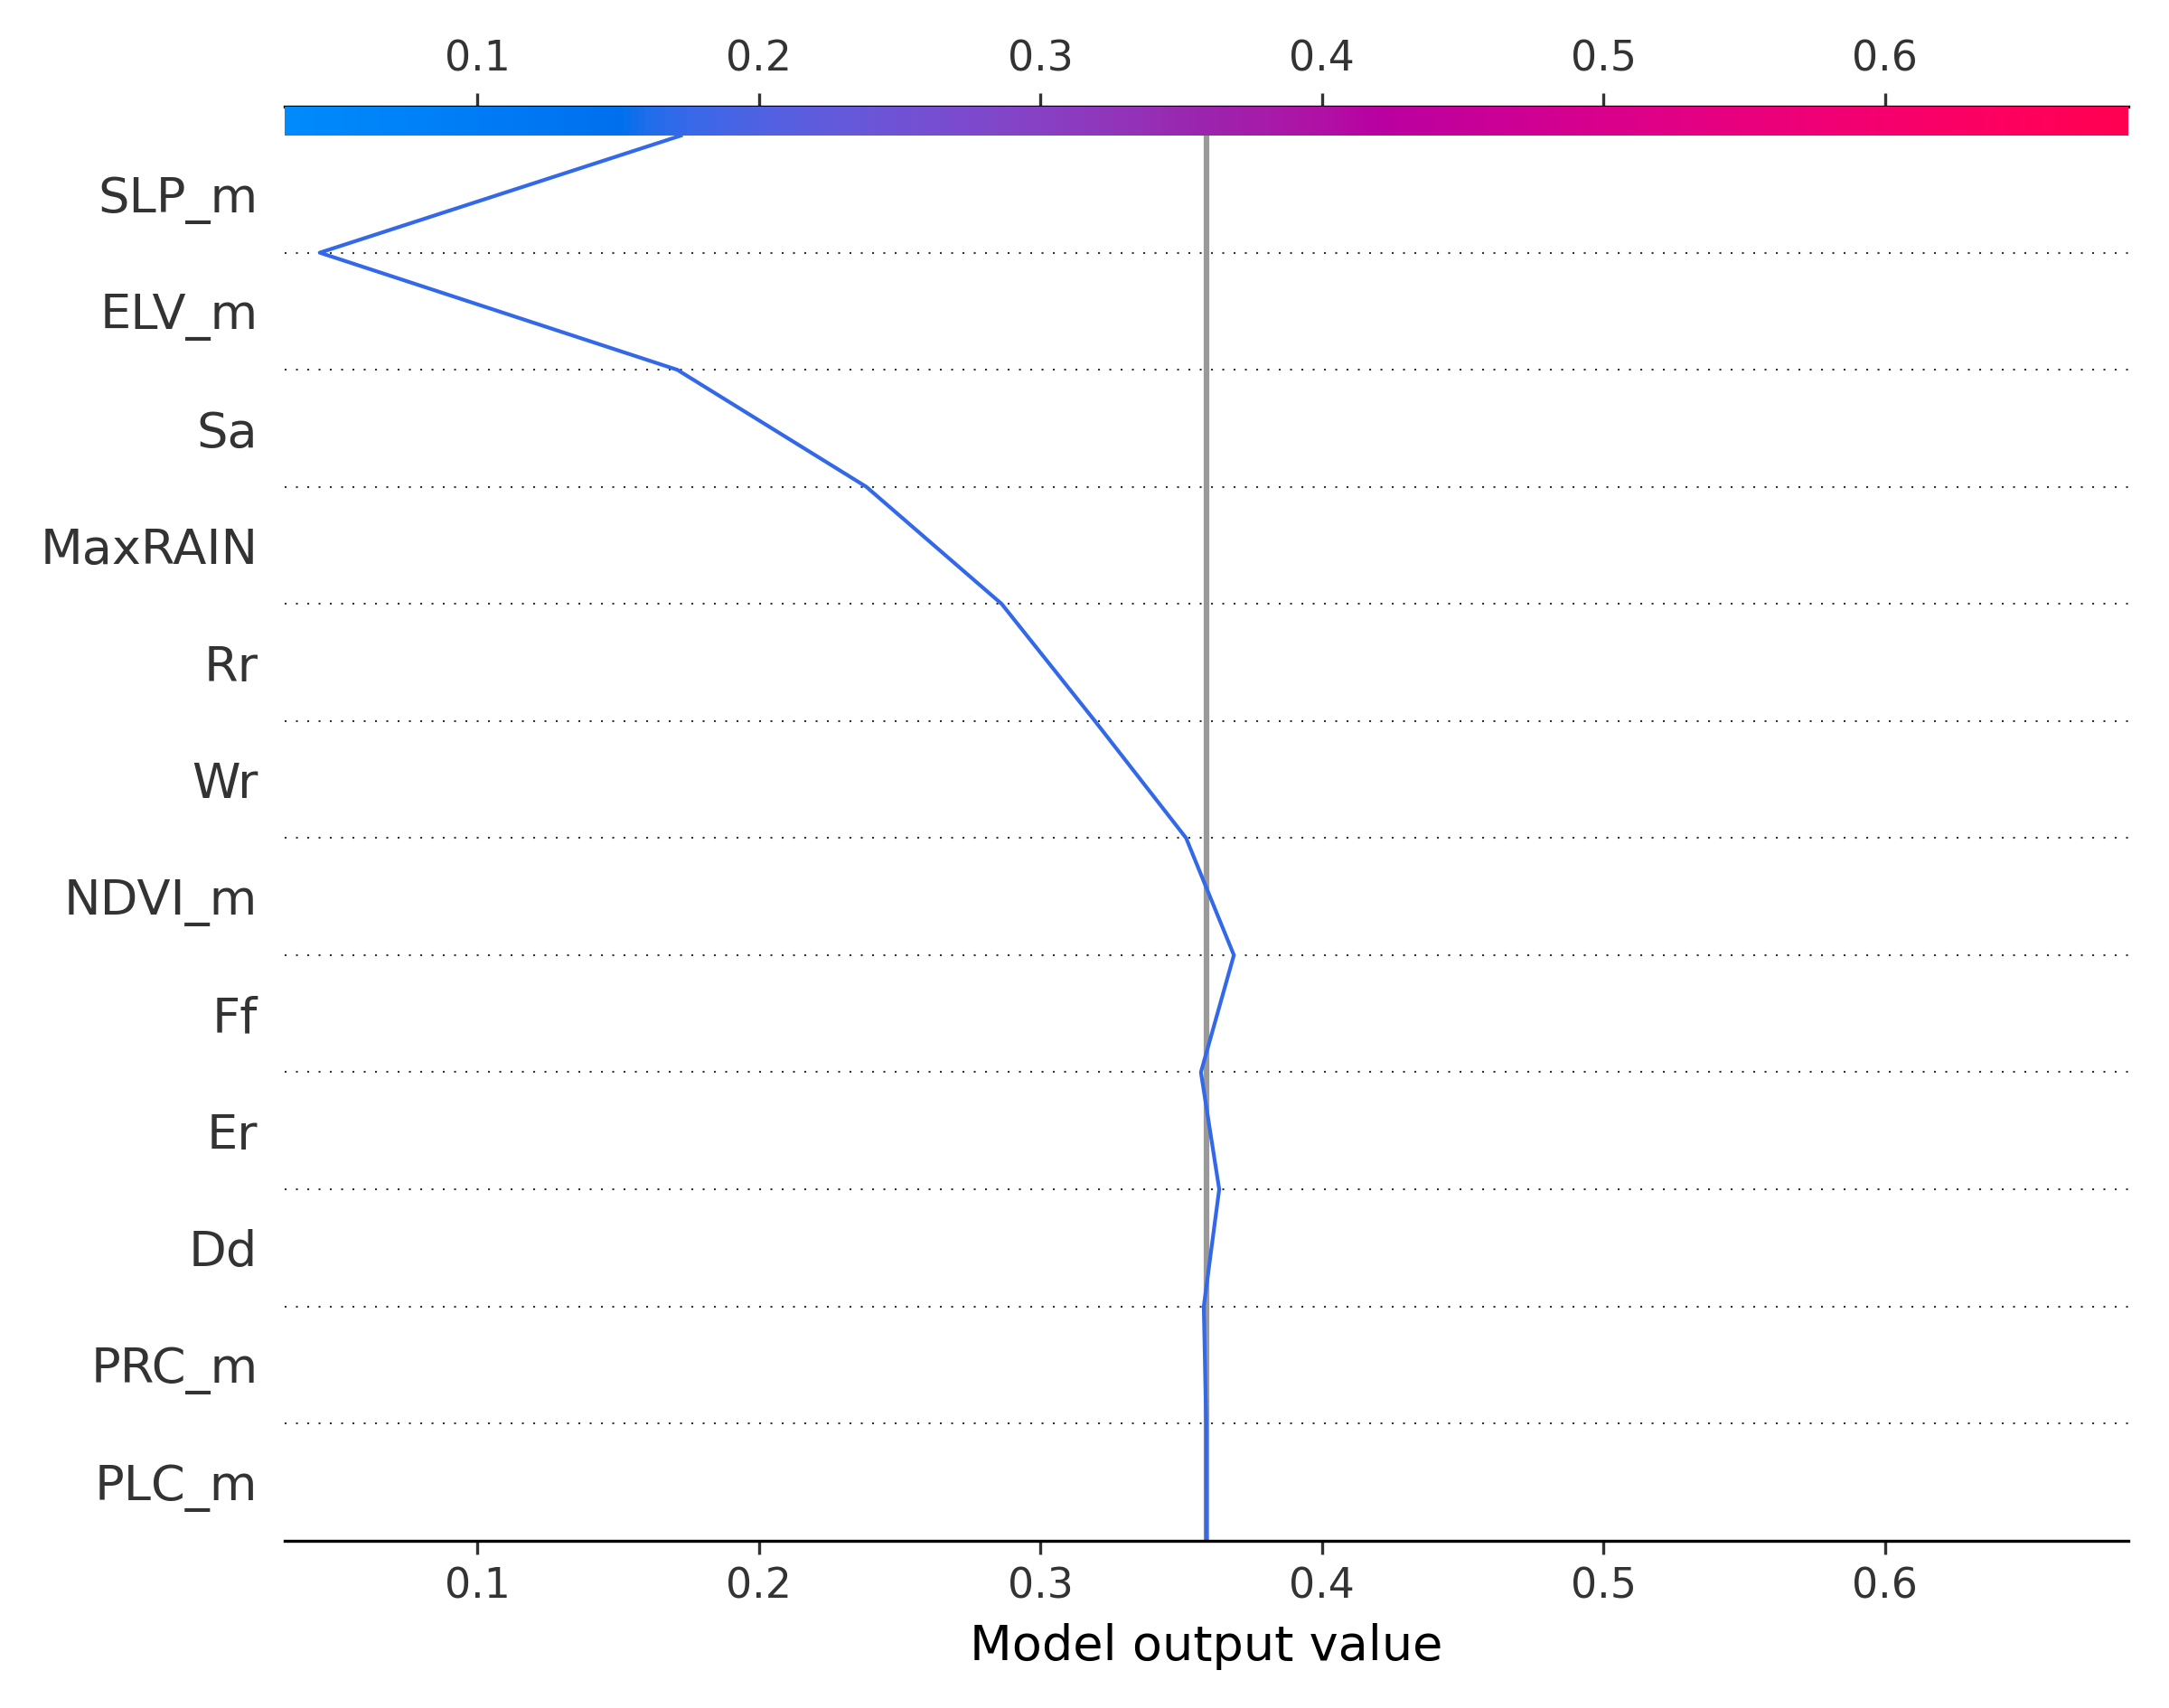 0.1 0.2 0.3 0.4 0.5 0.6
SLP_m
ELV_m
Sa
MaxRAIN
Rr
Wr
NDVI_m
Ff
Er
Dd
PRC_m
PLC_m
0.1 0.2 0.3 0.4 0.5 0.6
Model output value